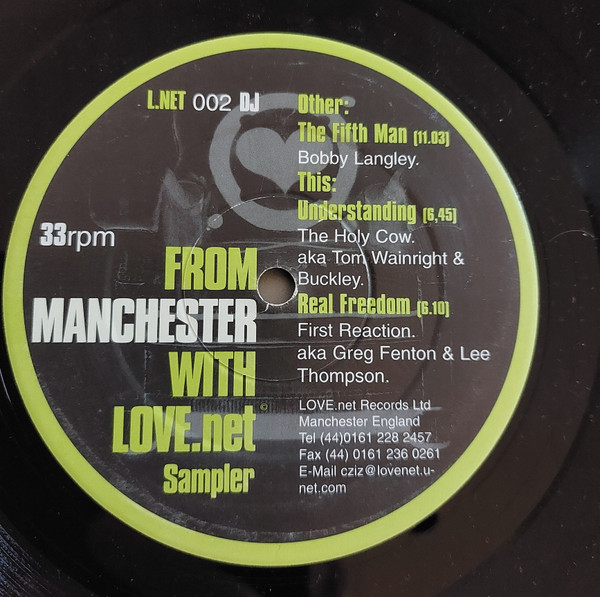 L.NET 002 DJ
33rpm
FROM
MANCHESTER
WITH
LOVE.net
Sampler
Other:
The Fifth Man [11.03]
Bobby Langley.
This:
Understanding [6,45]
The Holy Cow.
aka Tom Wainright &
Buckley.
Real Freedom [6.10]
First Reaction.
aka Greg Fenton & Lee
Thompson.
LOVE.net Records Ltd
Manchester England
Tel (44)0161 228 2457
Fax (44) 0161 236 0261
E-Mail cziz@lovenet.u-
net.com